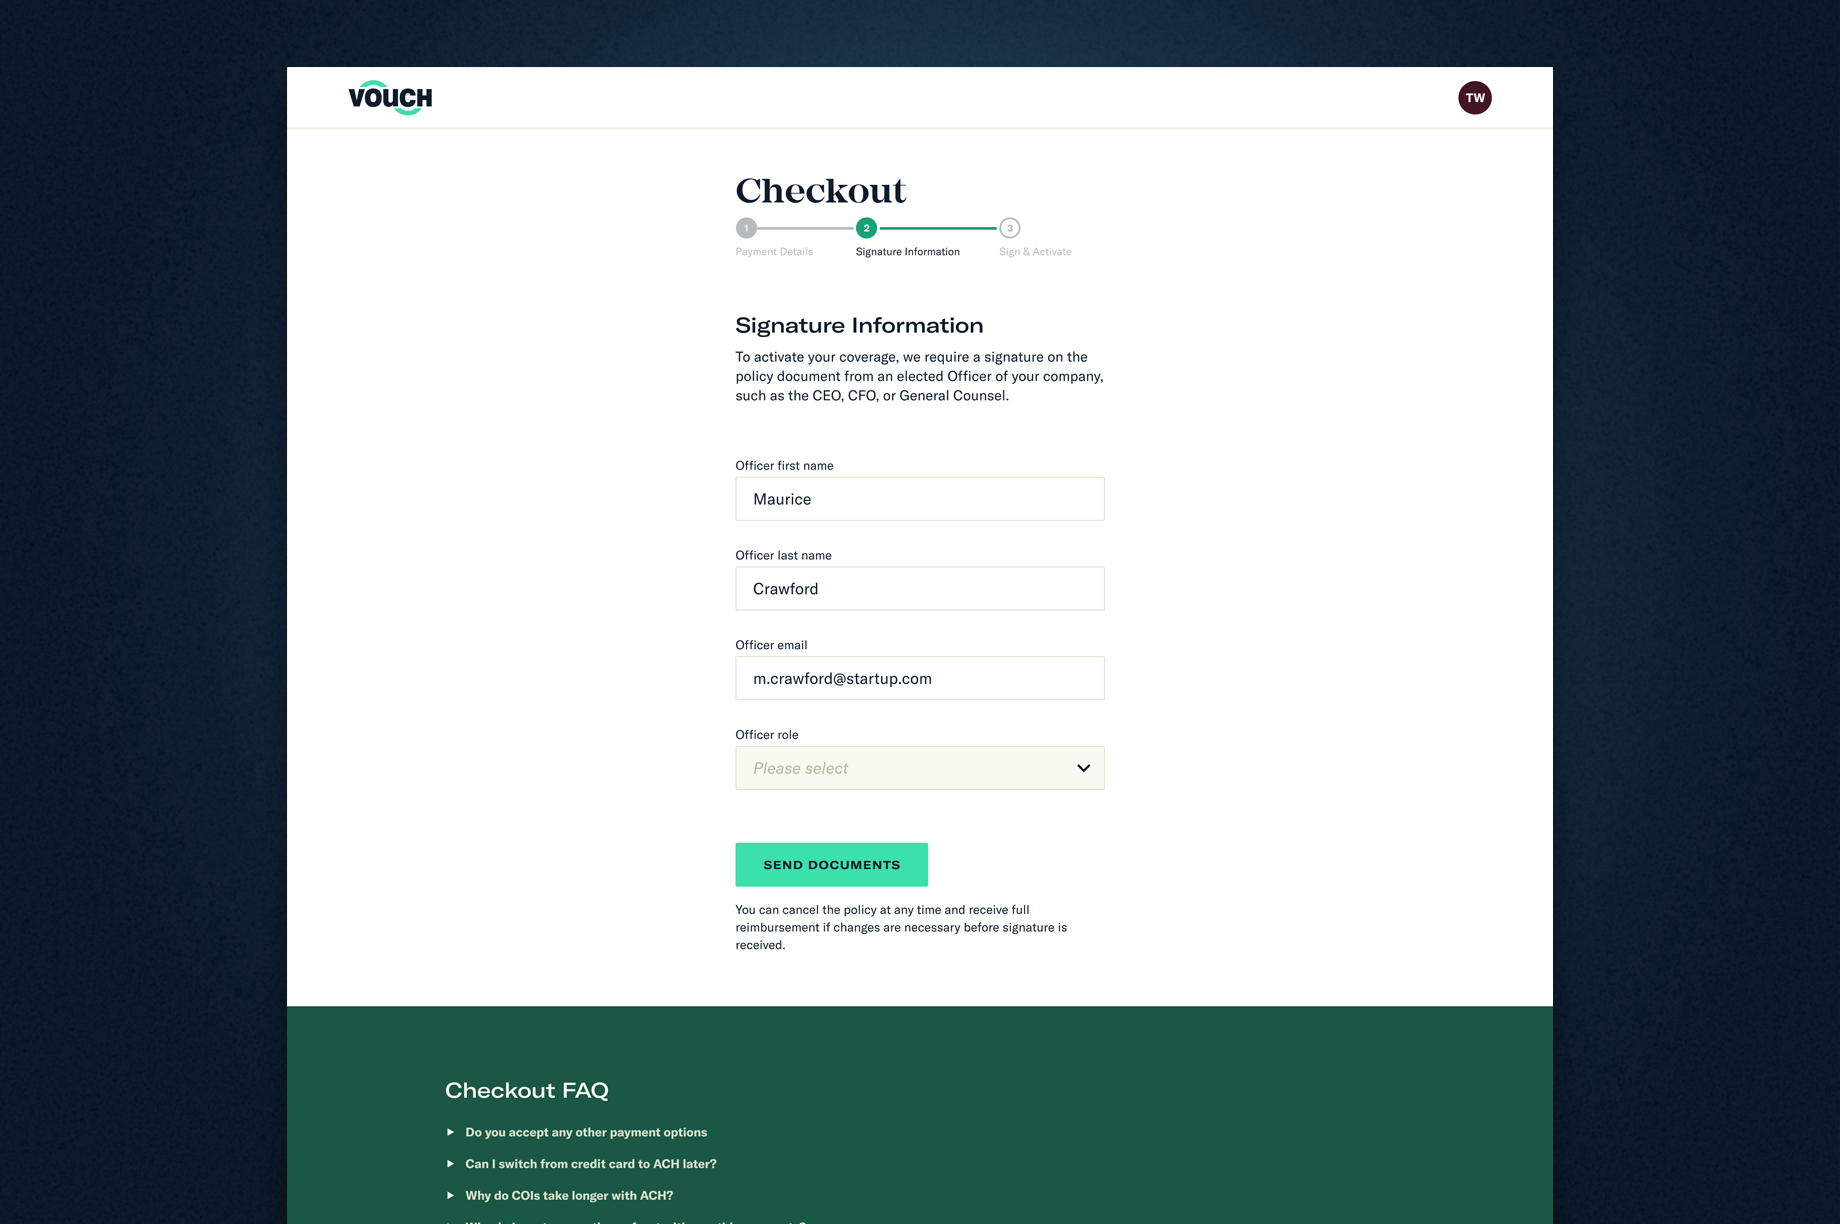 VOUCH
TW
Checkout
1 2 3
Payment Details Signature Information Sign & Activate
Signature Information
To activate your coverage, we require a signature on the
policy document from an elected Officer of your company,
such as the CEO, CFO, or General Counsel.
Officer first name
Maurice
Officer last name
Crawford
Officer email
m.crawford@startup.com
Officer role
Please select
SEND DOCUMENTS
You can cancel the policy at any time and receive full
reimbursement if changes are necessary before signature is
received.
Checkout FAQ
Do you accept any other payment options
Can I switch from credit card to ACH later?
Why do COIs take longer with ACH?